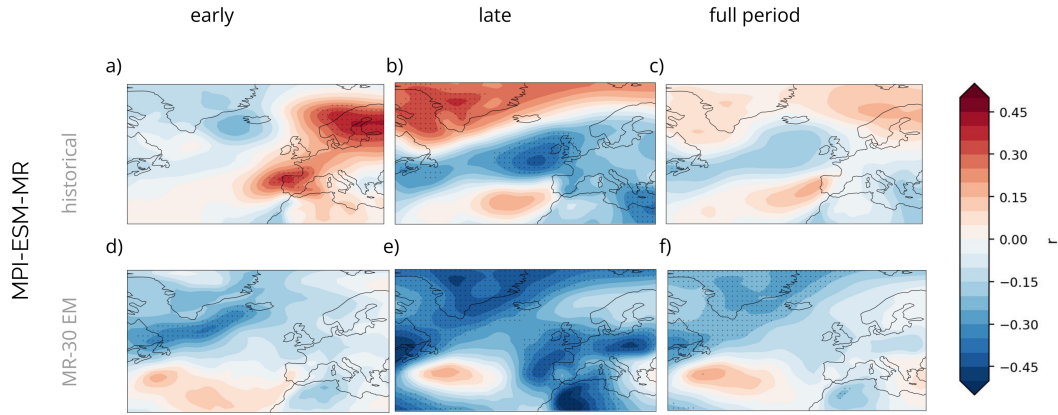 early late full period
a) b) c)
MPI-ESM-MR
historical
d) e) f)
MR-30 EM
0.45
0.30
0.15
0.00
−0.15
−0.30
−0.45
r